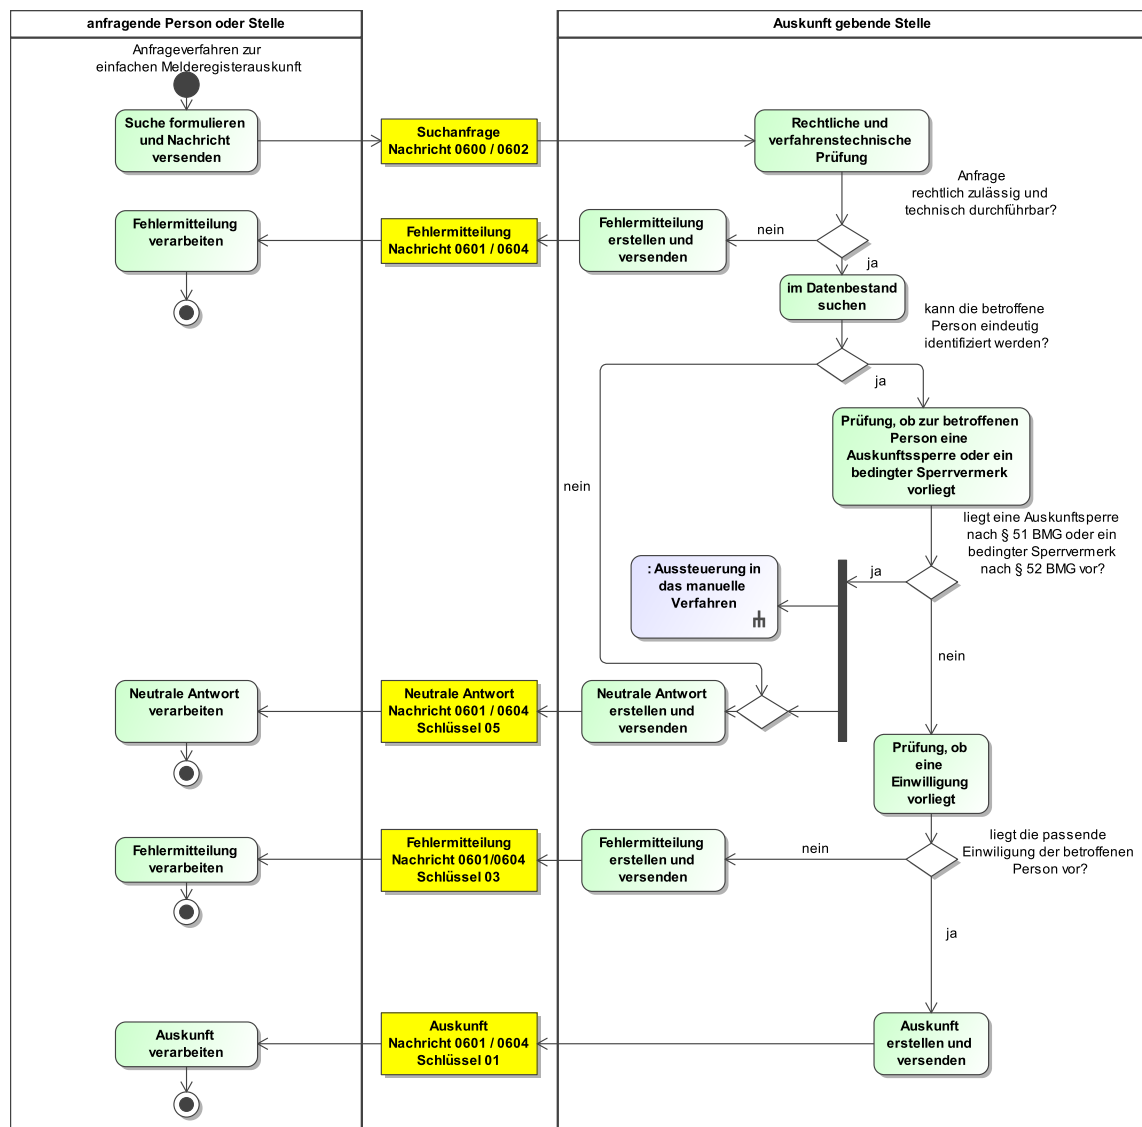 anfragende Person oder Stelle
Auskunft gebende Stelle
Anfrageverfahren zur
einfachen Melderegisterauskunft
Suche formulieren
und Nachricht
versenden
Suchanfrage
Nachricht 0600 / 0602
Rechtliche und
verfahrenstechnische
Prüfung
Anfrage
rechtlich zulässig und
technisch durchführbar?
Fehlermitteilung
verarbeiten
Fehlermitteilung
Nachricht 0601 / 0604
Fehlermitteilung
erstellen und
versenden
nein
ja
im Datenbestand
suchen
kann die betroffene
Person eindeutig
identifiziert werden?
ja
nein
Prüfung, ob zur betroffenen
Person eine
Auskunftssperre oder ein
bedingter Sperrvermerk
vorliegt
liegt eine Auskunftsperre
nach § 51 BMG oder ein
bedingter Sperrvermerk
nach § 52 BMG vor?
: Aussteuerung in
das manuelle
Verfahren
ja
nein
Neutrale Antwort
verarbeiten
Neutrale Antwort
Nachricht 0601 / 0604
Schlüssel 05
Neutrale Antwort
erstellen und
versenden
Prüfung, ob
eine
Einwilligung
vorliegt
Fehlermitteilung
verarbeiten
Fehlermitteilung
Nachricht 0601/0604
Schlüssel 03
Fehlermitteilung
erstellen und
versenden
nein
liegt die passende
Einwiligung der betroffenen
Person vor?
ja
Auskunft
verarbeiten
Auskunft
Nachricht 0601 / 0604
Schlüssel 01
Auskunft
erstellen und
versenden